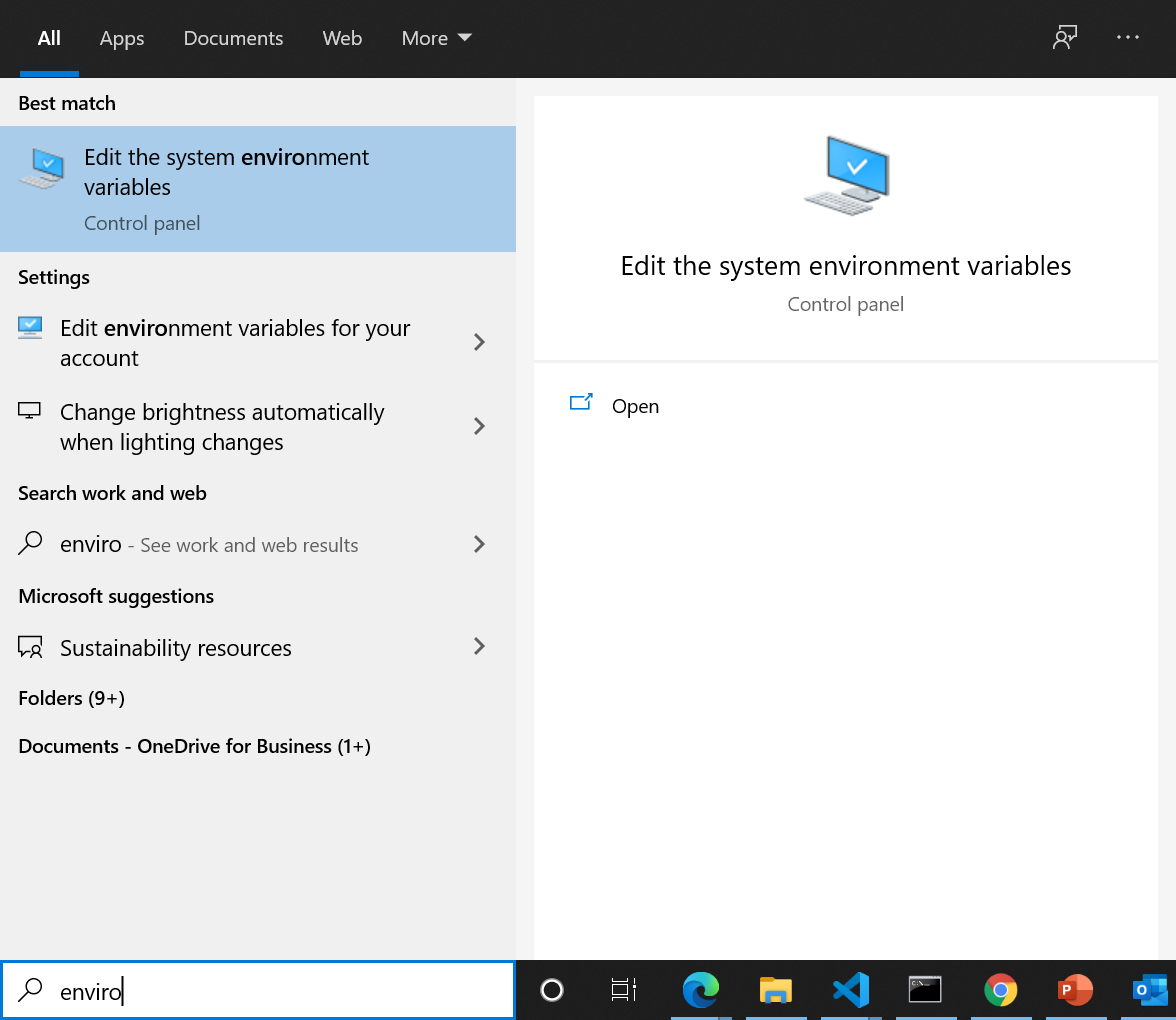 All Apps Documents Web More
Best match
Edit the system environment
variables
Control panel
Settings
Edit environment variables for your
account
Change brightness automatically
when lighting changes
Search work and web
enviro - See work and web results
Microsoft suggestions
Sustainability resources
Folders (9+)
Documents - OneDrive for Business (1+)
Edit the system environment variables
Control panel
Open
enviro
C:\_
P
O